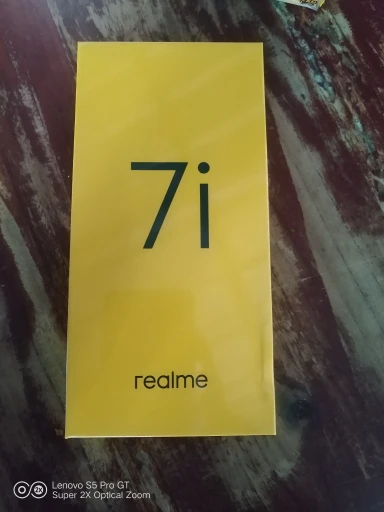 7i
realme
Lenovo S5 Pro GT
Super 2X Optical Zoom